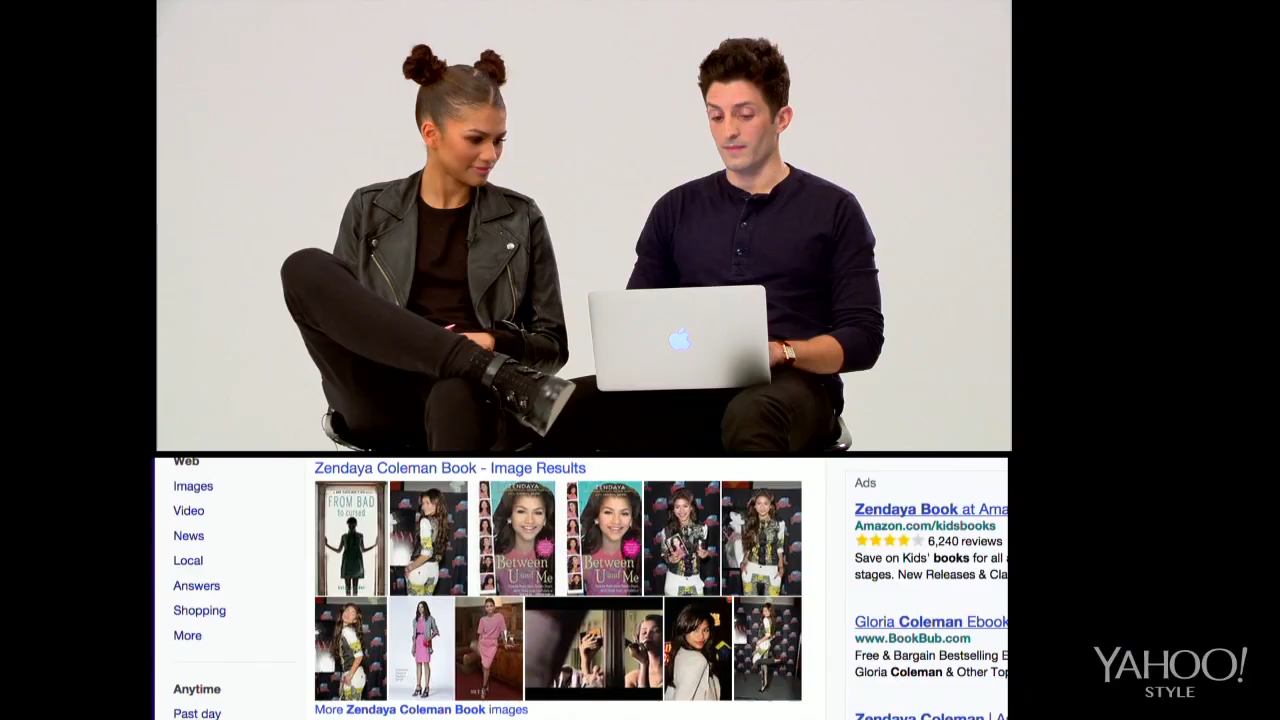 Web
Images
Video
News
Local
Answers
Shopping
More
Anytime
Past day
Zendaya Coleman Book - Image Results
FROM BAD
to cursed
ZENDAYA
Between
U and Me
ZENDAYA
Between
U and Me
More Zendaya Coleman Book images
Ads
Zendaya Book at Ama
Amazon.com/kidsbooks
6,240 reviews
Save on Kids' books for all
stages. New Releases & Cla
Gloria Coleman Ebook
www.BookBub.com
Free & Bargain Bestselling E
Gloria Coleman & Other Top
Zendaya Coleman | A
YAHOO!
STYLE